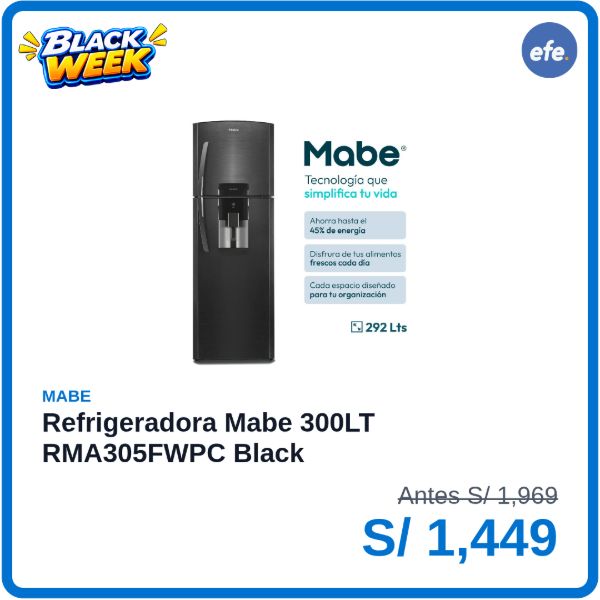 BLACK
WEEK
efe.
Mabe
Mabe®
Tecnología que
simplifica tu vida
Ahorra hasta el
45% de energía
Disfruta de tus alimentos
frescos cada día
Cada espacio diseñado
para tu organización
292 Lts
MABE
Refrigeradora Mabe 300LT
RMA305FWPC Black
Antes S/ 1,969
S/ 1,449